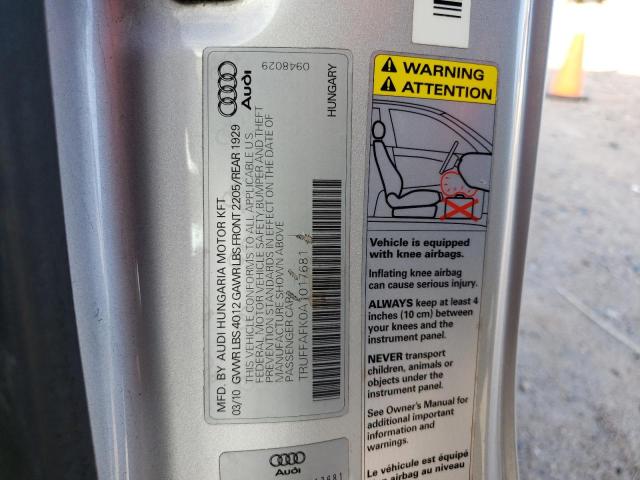 MFD. BY AUDI HUNGARIA MOTOR KFT.
03/10 GVWR LBS 4012 GAWR LBS FRONT 2205/REAR 1929
THIS VEHICLE CONFORMS TO ALL APPLICABLE U.S.
FEDERAL MOTOR VEHICLE SAFETY, BUMPER AND THEFT
PREVENTION STANDARDS IN EFFECT ON THE DATE OF
MANUFACTURE SHOWN ABOVE
PASSENGER CAR
TRUFFAFK0A1017681
HUNGARY
Audi
0948029
WARNING
ATTENTION
Vehicle is equipped
with knee airbags.
Inflating knee airbag
can cause serious injury.
ALWAYS keep at least 4
inches (10 cm) between
your knees and the
instrument panel.
NEVER transport
children, animals or
objects under the
instrument panel.
See Owner's Manual for
additional important
information and
warnings.
Le véhicule est équipé
en airbag au niveau
Audi